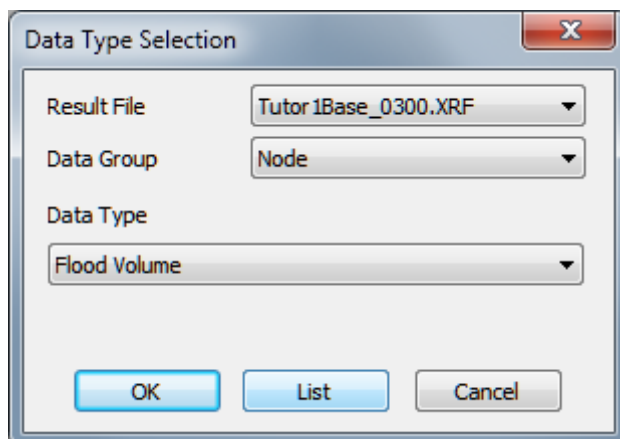 Data Type Selection
Result File Tutor1Base_0300.XRF
Data Group Node
Data Type
Flood Volume
OK List Cancel